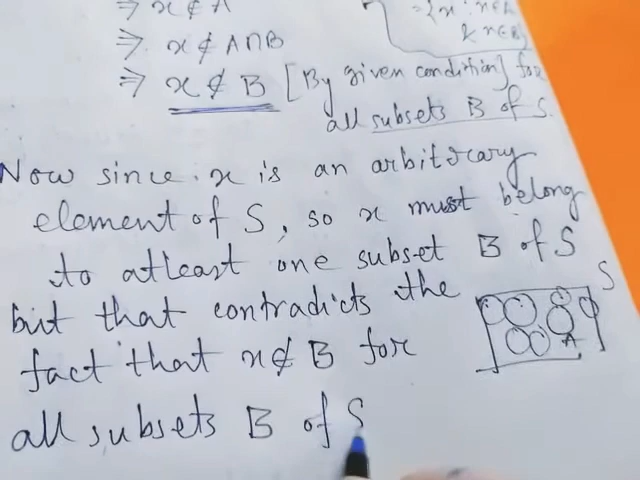 ⇒ x ∉ A
= {x : x ∈ A
& x ∈ B}
⇒ x ∉ A∩B
⇒ x ∉ B [By given condition] for
all subsets B of S.
Now since x is an arbitrary
element of S, so x must belong
to atleast one subset B of S
but that contradicts the
fact that x ∉ B for
all subsets B of S
S
A